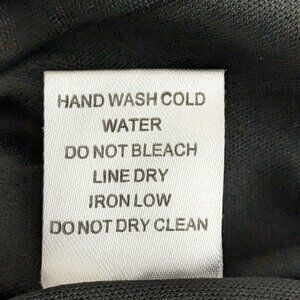 HAND WASH COLD
WATER
DO NOT BLEACH
LINE DRY
IRON LOW
DO NOT DRY CLEAN